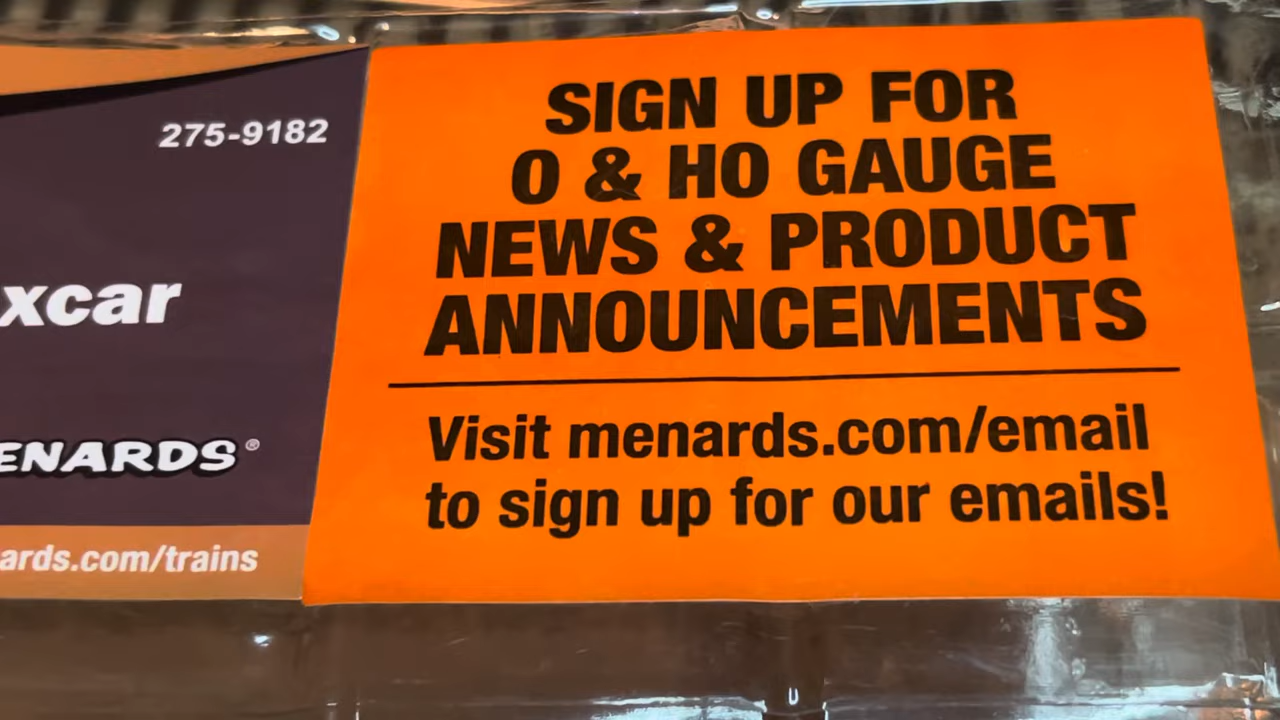 275-9182
xcar
ENARDS®
ards.com/trains
SIGN UP FOR
O & HO GAUGE
NEWS & PRODUCT
ANNOUNCEMENTS
Visit menards.com/email
to sign up for our emails!